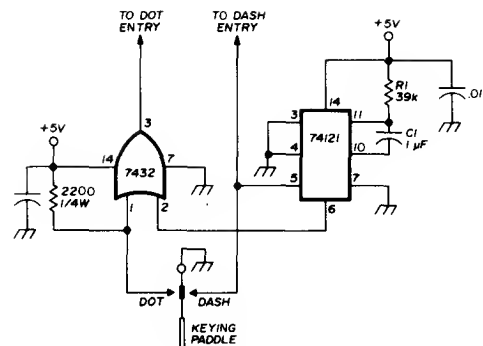 TO DOT
ENTRY
TO DASH
ENTRY
+5V
R1
39k
.01
14
11
3
C1
1 µF
4
74121
10
5
7
6
+5V
3
14
7432
7
2200
1/4W
1
2
DOT
DASH
KEYING
PADDLE